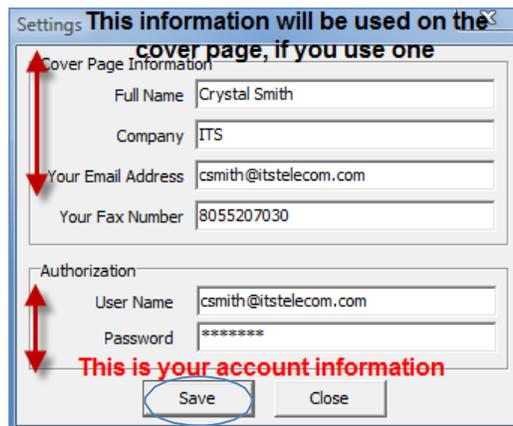 Settings This information will be used on the
cover page, if you use one
Cover Page Information
Full Name Crystal Smith
Company ITS
Your Email Address csmith@itstelecom.com
Your Fax Number 8055207030
Authorization
User Name csmith@itstelecom.com
Password *******
This is your account information
Save Close